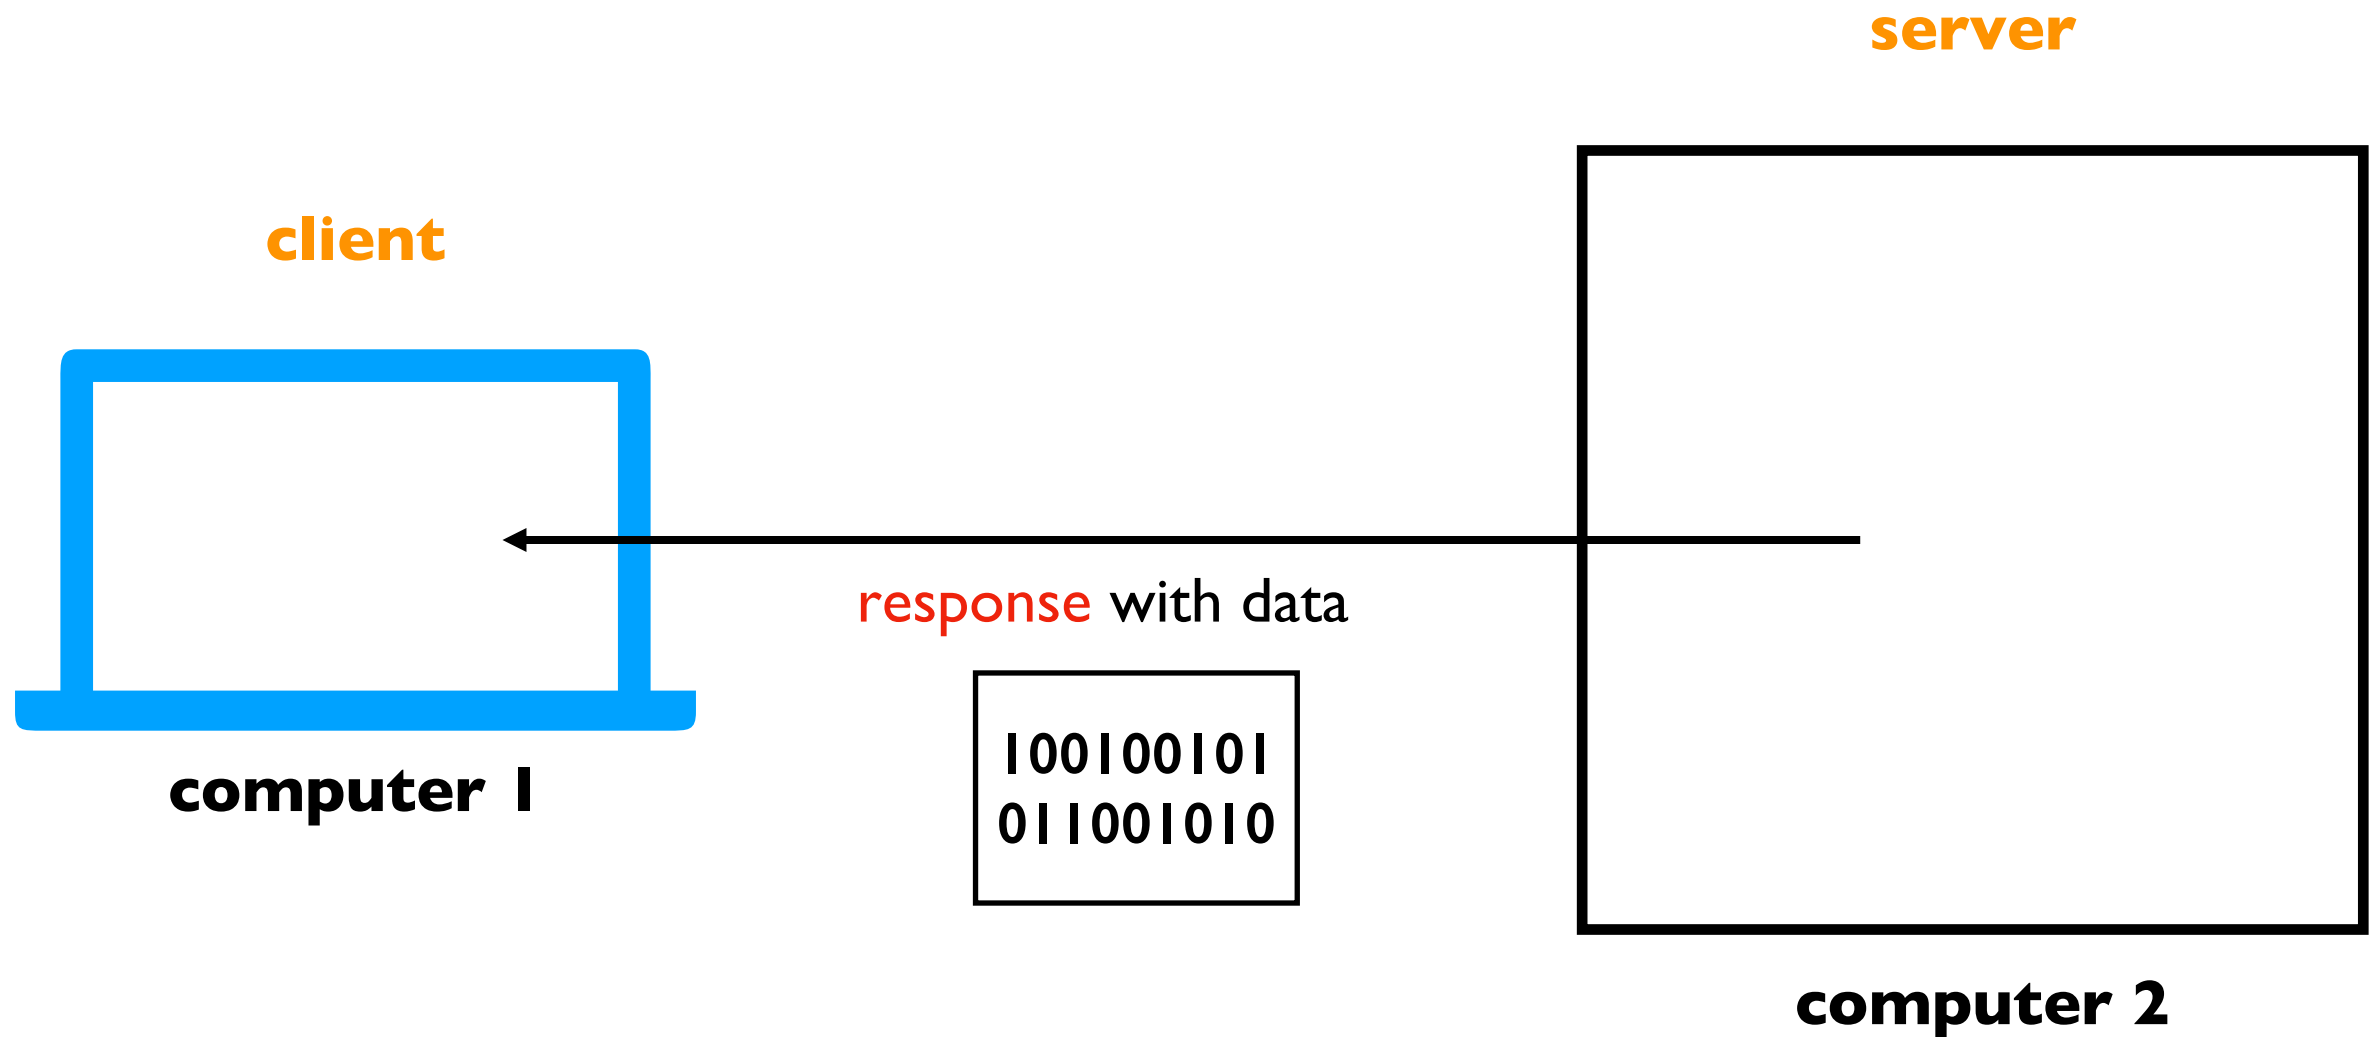 server
client
response with data
100100101
011001010
computer 1
computer 2